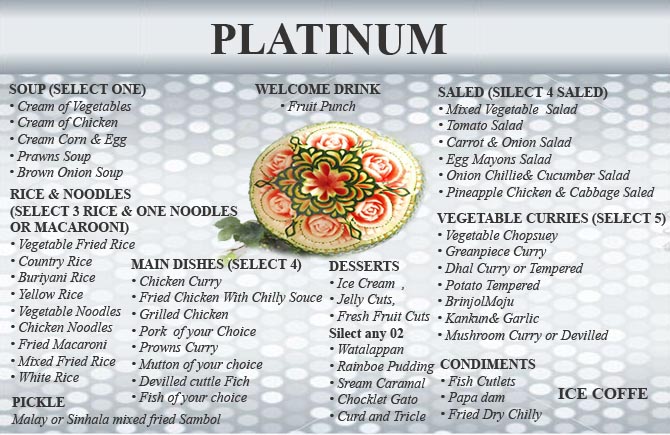 PLATINUM
SOUP (SELECT ONE)
• Cream of Vegetables
• Cream of Chicken
• Cream Corn & Egg
• Prawns Soup
• Brown Onion Soup
RICE & NOODLES
(SELECT 3 RICE & ONE NOODLES
OR MACAROONI)
• Vegetable Fried Rice
• Country Rice
• Buriyani Rice
• Yellow Rice
• Vegetable Noodles
• Chicken Noodles
• Fried Macaroni
• Mixed Fried Rice
• White Rice
PICKLE
Malay or Sinhala mixed fried Sambol
WELCOME DRINK
• Fruit Punch
MAIN DISHES (SELECT 4)
• Chicken Curry
• Fried Chicken With Chilly Souce
• Grilled Chicken
• Pork of your Choice
• Prowns Curry
• Mutton of your choice
• Devilled cuttle Fich
• Fish of your choice
DESSERTS
• Ice Cream ,
• Jelly Cuts,
• Fresh Fruit Cuts
Silect any 02
• Watalappan
• Rainboe Pudding
• Sream Caramal
• Chocklet Gato
• Curd and Tricle
SALED (SILECT 4 SALED)
• Mixed Vegetable Salad
• Tomato Salad
• Carrot & Onion Salad
• Egg Mayons Salad
• Onion Chillie& Cucumber Salad
• Pineapple Chicken & Cabbage Saled
VEGETABLE CURRIES (SELECT 5)
• Vegetable Chopsuey
• Greanpiece Curry
• Dhal Curry or Tempered
• Potato Tempered
• BrinjolMoju
• Kankun& Garlic
• Mushroom Curry or Devilled
CONDIMENTS
• Fish Cutlets
• Papa dam
• Fried Dry Chilly
ICE COFFE